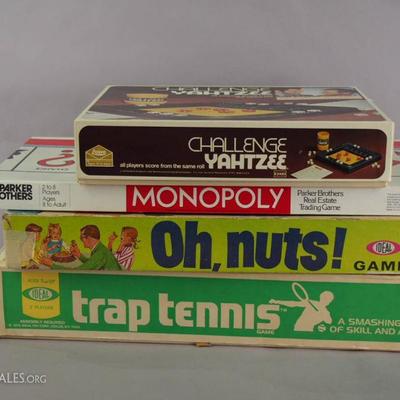 CHALLENGE
YAHTZEE
all players score from the same roll
PARKER
BROTHERS
2 to 8
Players
Ages
8 to Adult
MONOPOLY
Parker Brothers
Real Estate
Trading Game
Oh, nuts!
IDEAL
GAME
IDEAL
2 PLAYERS
trap tennis
GAME
A SMASHING
OF SKILL AND
ALES.ORG